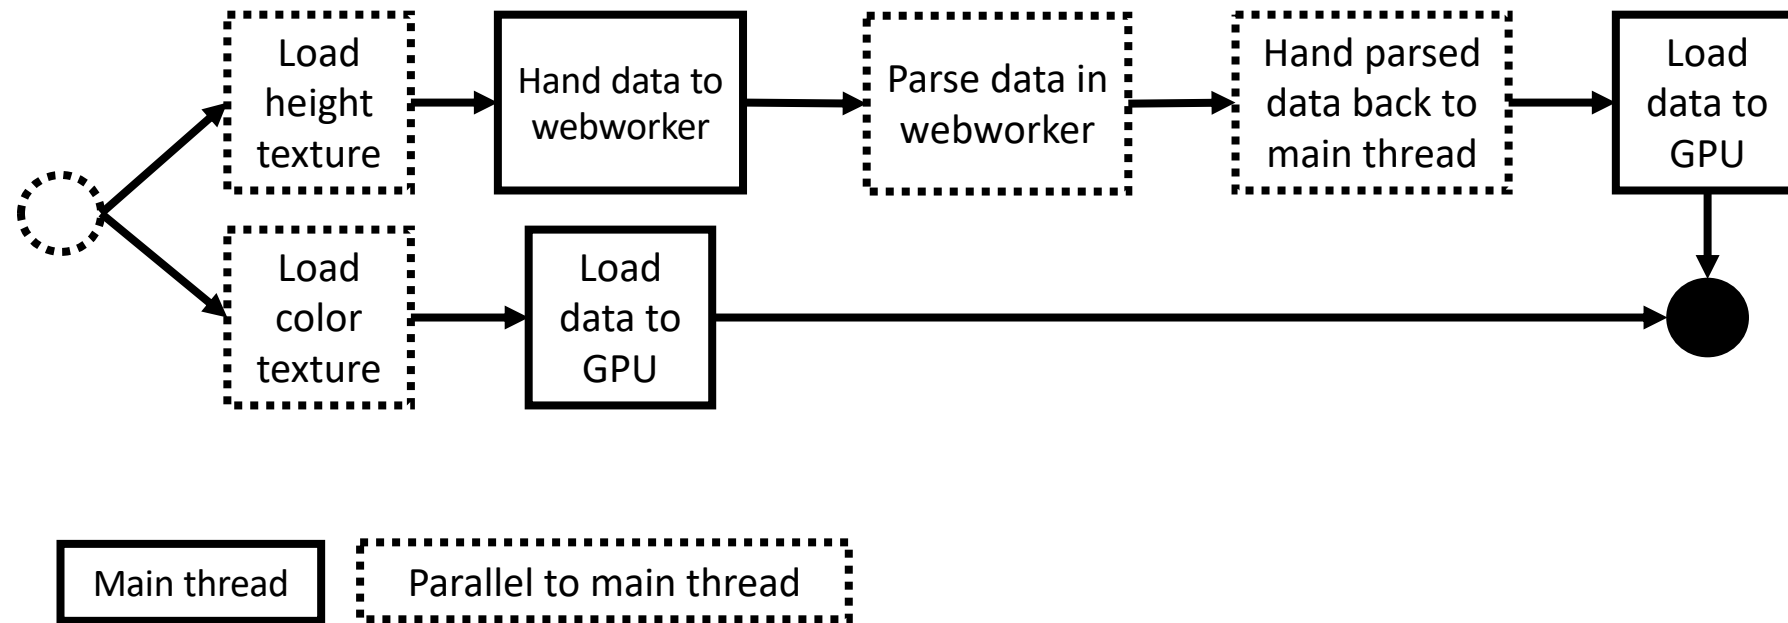 Load
height
texture
Hand data to
webworker
Parse data in
webworker
Hand parsed
data back to
main thread
Load
data to
GPU
Load
color
texture
Load
data to
GPU
Main thread
Parallel to main thread